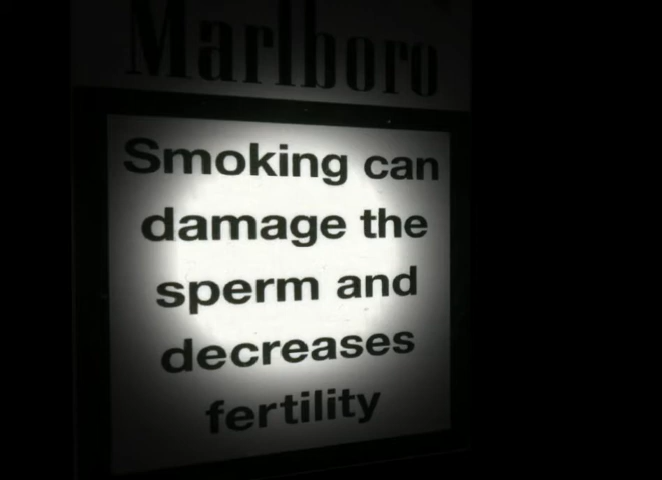 Marlboro
Smoking can
damage the
sperm and
decreases
fertility